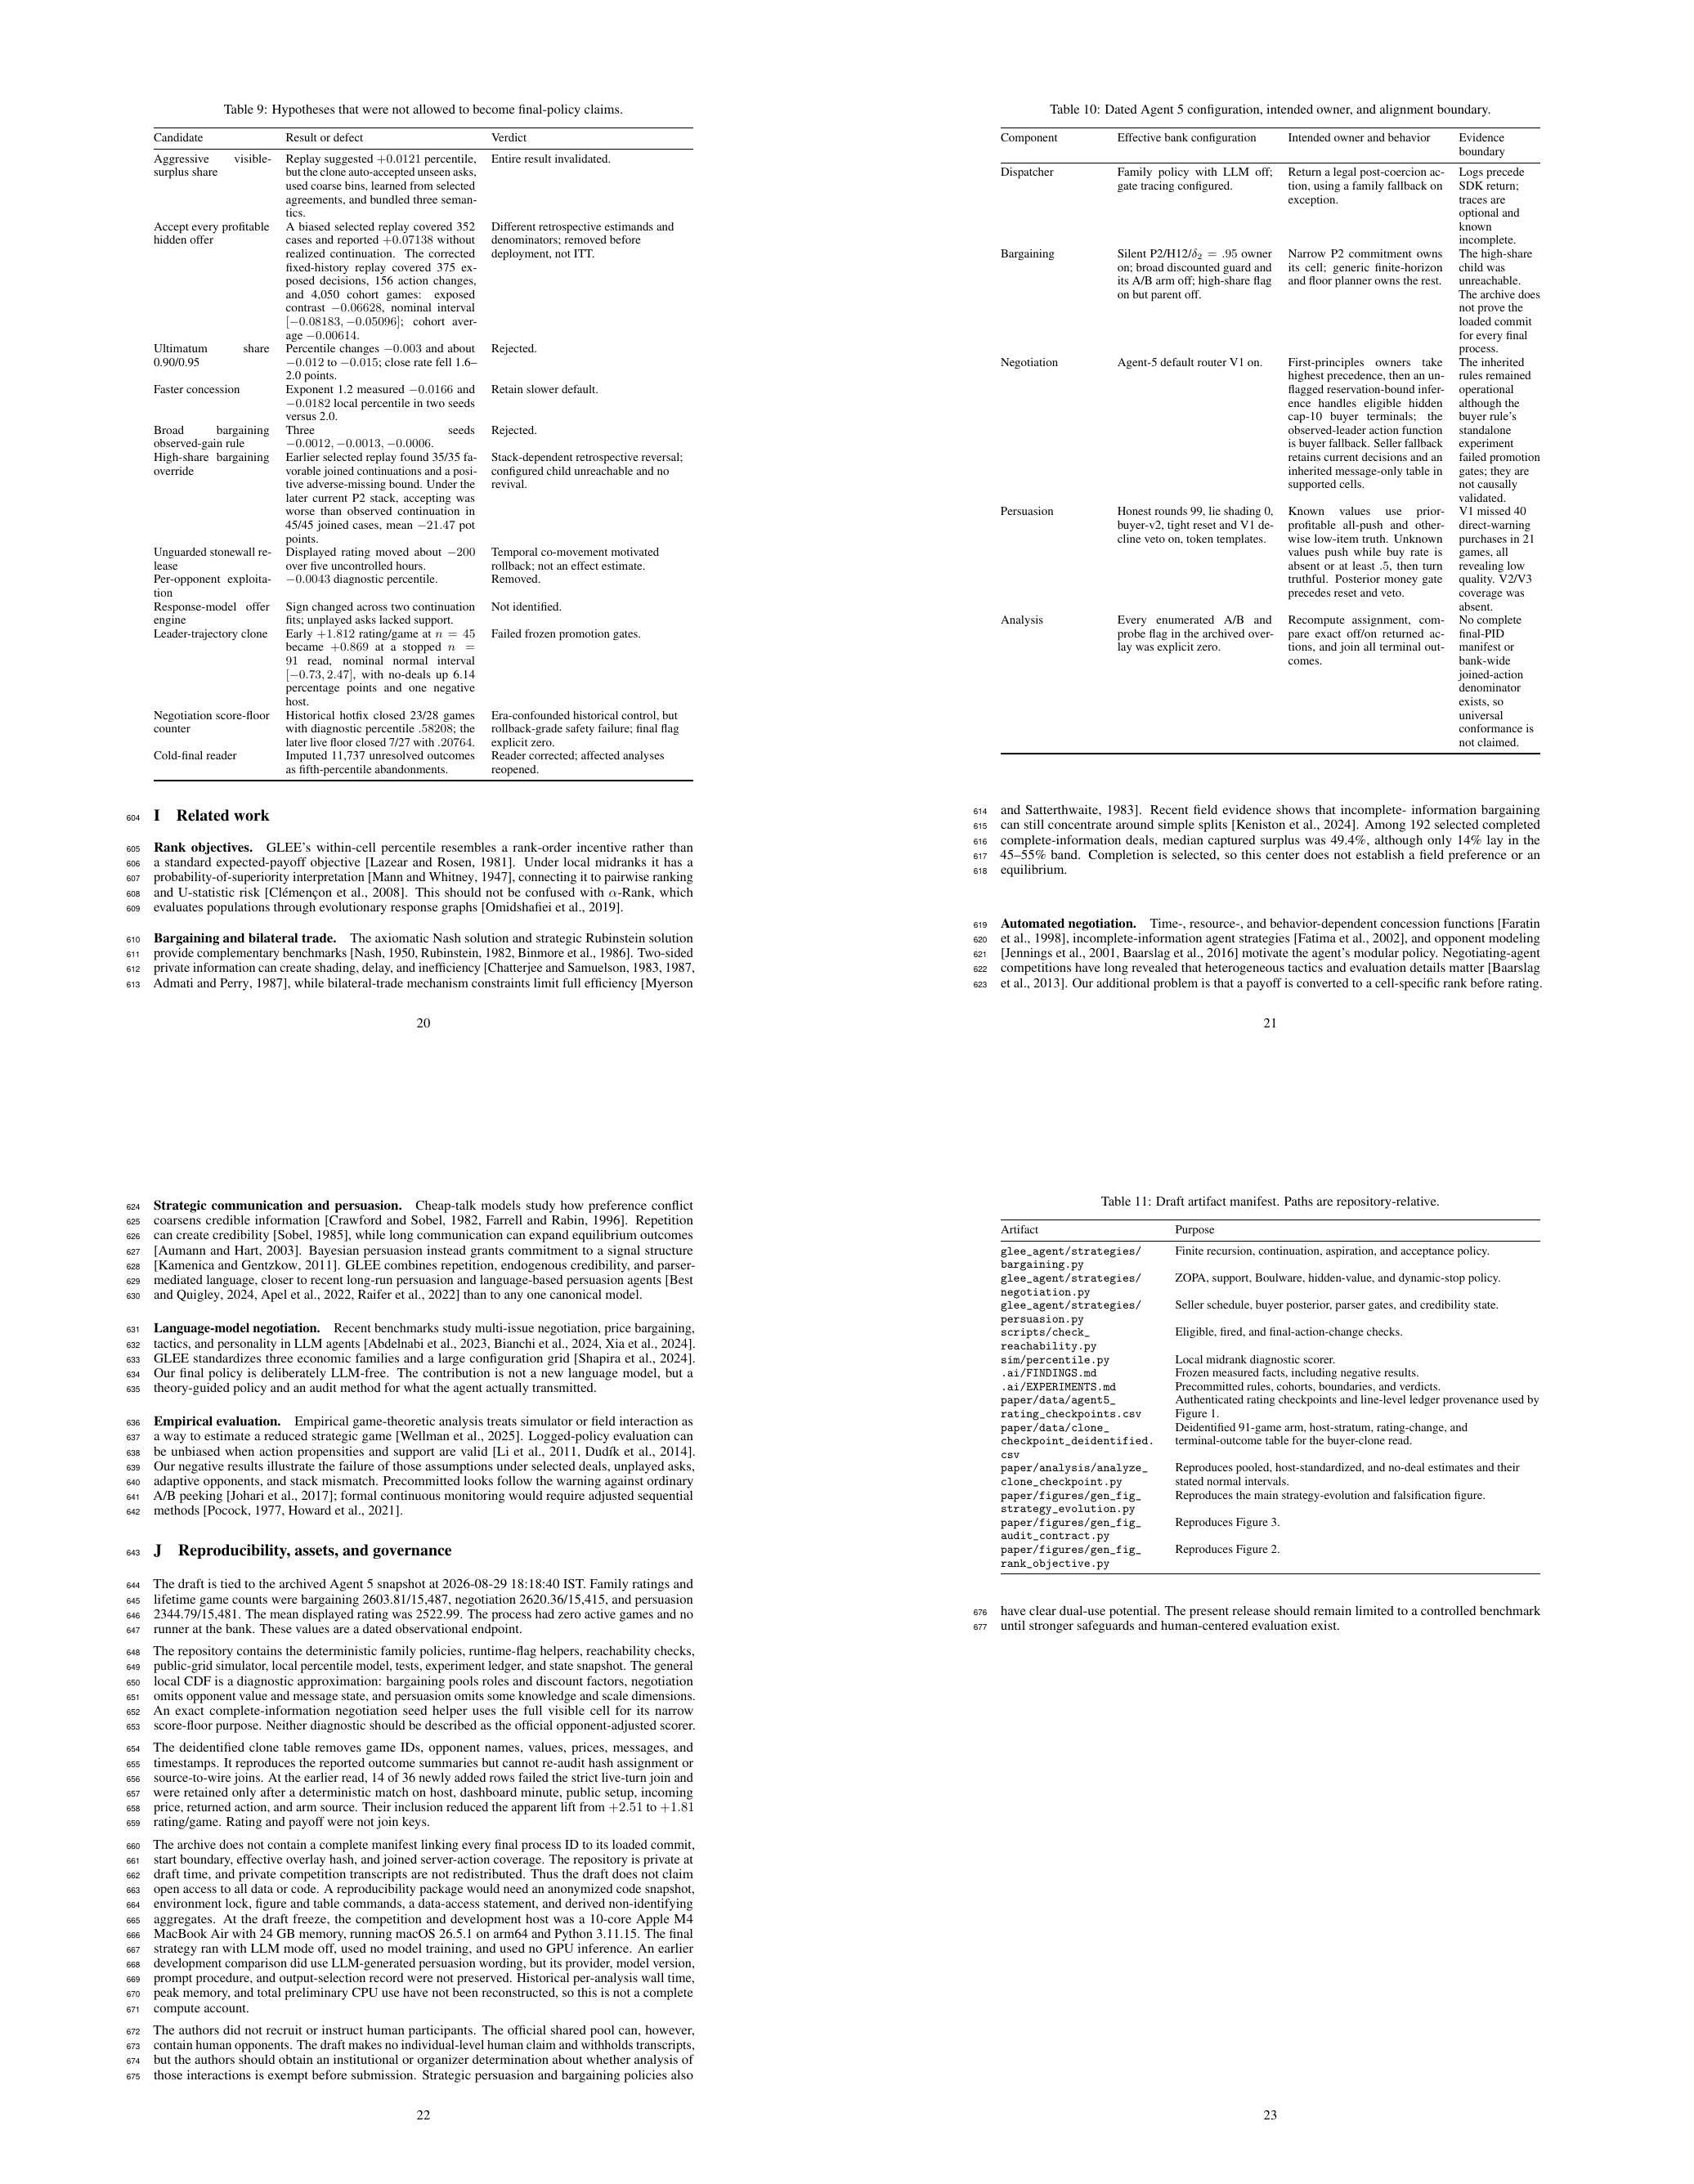 Table 9: Hypotheses that were not allowed to become final-policy claims.
Candidate Result or defect Verdict
Aggressive visible-surplus share
Replay suggested +0.0121 percentile,
but the clone auto-accepted unseen asks,
used coarse bins, learned from selected
agreements, and bundled three seman-
tics.
Entire result invalidated.
Accept every profitable
hidden offer
A biased selected replay covered 352
cases and reported +0.07138 without
realized continuation. The corrected
fixed-history replay covered 375 ex-
posed decisions, 156 action changes,
and 4,050 cohort games: exposed
contrast −0.06628, nominal interval
[−0.08183, −0.05096]; cohort aver-
age −0.00614.
Different retrospective estimands and
denominators; removed before
deployment, not ITT.
Ultimatum share
0.90/0.95
Percentile changes −0.003 and about
−0.012 to −0.015; close rate fell 1.6–
2.0 points.
Rejected.
Faster concession
Exponent 1.2 measured −0.0166 and
−0.0182 local percentile in two seeds
versus 2.0.
Retain slower default.
Broad bargaining
observed-gain rule
Three seeds
−0.0012, −0.0013, −0.0006.
Rejected.
High-share bargaining
override
Earlier selected replay found 35/35 fa-
vorable joined continuations and a posi-
tive adverse-missing bound. Under the
later current P2 stack, accepting was
worse than observed continuation in
45/45 joined cases, mean −21.47 pot
points.
Stack-dependent retrospective reversal;
configured child unreachable and no
revival.
Unguarded stonewall re-
lease
Displayed rating moved about −200
over five uncontrolled hours.
Temporal co-movement motivated
rollback; not an effect estimate.
Per-opponent exploita-
tion
−0.0043 diagnostic percentile.
Removed.
Response-model offer
engine
Sign changed across two continuation
fits; unplayed asks lacked support.
Not identified.
Leader-trajectory clone
Early +1.812 rating/game at n = 45
became +0.869 at a stopped n =
91 read, nominal normal interval
[−0.73, 2.47], with no-deals up 6.14
percentage points and one negative
host.
Failed frozen promotion gates.
Negotiation score-floor
counter
Historical hotfix closed 23/28 games
with diagnostic percentile .58208; the
later live floor closed 7/27 with .20764.
Era-confounded historical control, but
rollback-grade safety failure; final flag
explicit zero.
Cold-final reader
Imputed 11,737 unresolved outcomes
as fifth-percentile abandonments.
Reader corrected; affected analyses
reopened.
604 I Related work
605 Rank objectives. GLEE's within-cell percentile resembles a rank-order incentive rather than
606 a standard expected-payoff objective [Lazear and Rosen, 1981]. Under local midranks it has a
607 probability-of-superiority interpretation [Mann and Whitney, 1947], connecting it to pairwise ranking
608 and U-statistic risk [Clémençon et al., 2008]. This should not be confused with α-Rank, which
609 evaluates populations through evolutionary response graphs [Omidshafiei et al., 2019].
610 Bargaining and bilateral trade. The axiomatic Nash solution and strategic Rubinstein solution
611 provide complementary benchmarks [Nash, 1950, Rubinstein, 1982, Binmore et al., 1986]. Two-sided
612 private information can create shading, delay, and inefficiency [Chatterjee and Samuelson, 1983, 1987,
613 Admati and Perry, 1987], while bilateral-trade mechanism constraints limit full efficiency [Myerson
20
Table 10: Dated Agent 5 configuration, intended owner, and alignment boundary.
Component Effective bank configuration Intended owner and behavior Evidence
boundary
Dispatcher
Family policy with LLM off;
gate tracing configured.
Return a legal post-coercion ac-
tion, using a family fallback on
exception.
Logs precede
SDK return;
traces are
optional and
known
incomplete.
Bargaining
Silent P2/H12/δ2 = .95 owner
on; broad discounted guard and
its A/B arm off; high-share flag
on but parent off.
Narrow P2 commitment owns
its cell; generic finite-horizon
and floor planner owns the rest.
The high-share
child was
unreachable.
The archive does
not prove the
loaded commit
for every final
process.
Negotiation
Agent-5 default router V1 on.
First-principles owners take
highest precedence, then an un-
flagged reservation-bound infer-
ence handles eligible hidden
cap-10 buyer terminals; the
observed-leader action function
is buyer fallback. Seller fallback
retains current decisions and an
inherited message-only table in
supported cells.
The inherited
rules remained
operational
although the
buyer rule's
standalone
experiment
failed promotion
gates; they are
not causally
validated.
Persuasion
Honest rounds 99, lie shading 0,
buyer-v2, tight reset and V1 de-
cline veto on, token templates.
Known values use prior-
profitable all-push and other-
wise low-item truth. Unknown
values push while buy rate is
absent or at least .5, then turn
truthful. Posterior money gate
precedes reset and veto.
V1 missed 40
direct-warning
purchases in 21
games, all
revealing low
quality. V2/V3
coverage was
absent.
Analysis
Every enumerated A/B and
probe flag in the archived over-
lay was explicit zero.
Recompute assignment, com-
pare exact off/on returned ac-
tions, and join all terminal out-
comes.
No complete
final-PID
manifest or
bank-wide
joined-action
denominator
exists, so
universal
conformance is
not claimed.
614 and Satterthwaite, 1983]. Recent field evidence shows that incomplete- information bargaining
615 can still concentrate around simple splits [Keniston et al., 2024]. Among 192 selected completed
616 complete-information deals, median captured surplus was 49.4%, although only 14% lay in the
617 45–55% band. Completion is selected, so this center does not establish a field preference or an
618 equilibrium.
619 Automated negotiation. Time-, resource-, and behavior-dependent concession functions [Faratin
620 et al., 1998], incomplete-information agent strategies [Fatima et al., 2002], and opponent modeling
621 [Jennings et al., 2001, Baarslag et al., 2016] motivate the agent's modular policy. Negotiating-agent
622 competitions have long revealed that heterogeneous tactics and evaluation details matter [Baarslag
623 et al., 2013]. Our additional problem is that a payoff is converted to a cell-specific rank before rating.
21
624 Strategic communication and persuasion. Cheap-talk models study how preference conflict
625 coarsens credible information [Crawford and Sobel, 1982, Farrell and Rabin, 1996]. Repetition
626 can create credibility [Sobel, 1985], while long communication can expand equilibrium outcomes
627 [Aumann and Hart, 2003]. Bayesian persuasion instead grants commitment to a signal structure
628 [Kamenica and Gentzkow, 2011]. GLEE combines repetition, endogenous credibility, and parser-
629 mediated language, closer to recent long-run persuasion and language-based persuasion agents [Best
630 and Quigley, 2024, Apel et al., 2022, Raifer et al., 2022] than to any one canonical model.
631 Language-model negotiation. Recent benchmarks study multi-issue negotiation, price bargaining,
632 tactics, and personality in LLM agents [Abdelnabi et al., 2023, Bianchi et al., 2024, Xia et al., 2024].
633 GLEE standardizes three economic families and a large configuration grid [Shapira et al., 2024].
634 Our final policy is deliberately LLM-free. The contribution is not a new language model, but a
635 theory-guided policy and an audit method for what the agent actually transmitted.
636 Empirical evaluation. Empirical game-theoretic analysis treats simulator or field interaction as
637 a way to estimate a reduced strategic game [Wellman et al., 2025]. Logged-policy evaluation can
638 be unbiased when action propensities and support are valid [Li et al., 2011, Dudík et al., 2014].
639 Our negative results illustrate the failure of those assumptions under selected deals, unplayed asks,
640 adaptive opponents, and stack mismatch. Precommitted looks follow the warning against ordinary
641 A/B peeking [Johari et al., 2017]; formal continuous monitoring would require adjusted sequential
642 methods [Pocock, 1977, Howard et al., 2021].
643 J Reproducibility, assets, and governance
644 The draft is tied to the archived Agent 5 snapshot at 2026-08-29 18:18:40 IST. Family ratings and
645 lifetime game counts were bargaining 2603.81/15,487, negotiation 2620.36/15,415, and persuasion
646 2344.79/15,481. The mean displayed rating was 2522.99. The process had zero active games and no
647 runner at the bank. These values are a dated observational endpoint.
648 The repository contains the deterministic family policies, runtime-flag helpers, reachability checks,
649 public-grid simulator, local percentile model, tests, experiment ledger, and state snapshot. The general
650 local CDF is a diagnostic approximation: bargaining pools roles and discount factors, negotiation
651 omits opponent value and message state, and persuasion omits some knowledge and scale dimensions.
652 An exact complete-information negotiation seed helper uses the full visible cell for its narrow
653 score-floor purpose. Neither diagnostic should be described as the official opponent-adjusted scorer.
654 The deidentified clone table removes game IDs, opponent names, values, prices, messages, and
655 timestamps. It reproduces the reported outcome summaries but cannot re-audit hash assignment or
656 source-to-wire joins. At the earlier read, 14 of 36 newly added rows failed the strict live-turn join and
657 were retained only after a deterministic match on host, dashboard minute, public setup, incoming
658 price, returned action, and arm source. Their inclusion reduced the apparent lift from +2.51 to +1.81
659 rating/game. Rating and payoff were not join keys.
660 The archive does not contain a complete manifest linking every final process ID to its loaded commit,
661 start boundary, effective overlay hash, and joined server-action coverage. The repository is private at
662 draft time, and private competition transcripts are not redistributed. Thus the draft does not claim
663 open access to all data or code. A reproducibility package would need an anonymized code snapshot,
664 environment lock, figure and table commands, a data-access statement, and derived non-identifying
665 aggregates. At the draft freeze, the competition and development host was a 10-core Apple M4
666 MacBook Air with 24 GB memory, running macOS 26.5.1 on arm64 and Python 3.11.15. The final
667 strategy ran with LLM mode off, used no model training, and used no GPU inference. An earlier
668 development comparison did use LLM-generated persuasion wording, but its provider, model version,
669 prompt procedure, and output-selection record were not preserved. Historical per-analysis wall time,
670 peak memory, and total preliminary CPU use have not been reconstructed, so this is not a complete
671 compute account.
672 The authors did not recruit or instruct human participants. The official shared pool can, however,
673 contain human opponents. The draft makes no individual-level human claim and withholds transcripts,
674 but the authors should obtain an institutional or organizer determination about whether analysis of
675 those interactions is exempt before submission. Strategic persuasion and bargaining policies also
22
Table 11: Draft artifact manifest. Paths are repository-relative.
Artifact Purpose
glee_agent/strategies/
bargaining.py
Finite recursion, continuation, aspiration, and acceptance policy.
glee_agent/strategies/
negotiation.py
ZOPA, support, Boulware, hidden-value, and dynamic-stop policy.
glee_agent/strategies/
persuasion.py
Seller schedule, buyer posterior, parser gates, and credibility state.
scripts/check_
reachability.py
Eligible, fired, and final-action-change checks.
sim/percentile.py Local midrank diagnostic scorer.
.ai/FINDINGS.md Frozen measured facts, including negative results.
.ai/EXPERIMENTS.md Precommitted rules, cohorts, boundaries, and verdicts.
paper/data/agent5_
rating_checkpoints.csv
Authenticated rating checkpoints and line-level ledger provenance used by
Figure 1.
paper/data/clone_
checkpoint_deidentified.
csv
Deidentified 91-game arm, host-stratum, rating-change, and
terminal-outcome table for the buyer-clone read.
paper/analysis/analyze_
clone_checkpoint.py
Reproduces pooled, host-standardized, and no-deal estimates and their
stated normal intervals.
paper/figures/gen_fig_
strategy_evolution.py
Reproduces the main strategy-evolution and falsification figure.
paper/figures/gen_fig_
audit_contract.py
Reproduces Figure 3.
paper/figures/gen_fig_
rank_objective.py
Reproduces Figure 2.
676 have clear dual-use potential. The present release should remain limited to a controlled benchmark
677 until stronger safeguards and human-centered evaluation exist.
23